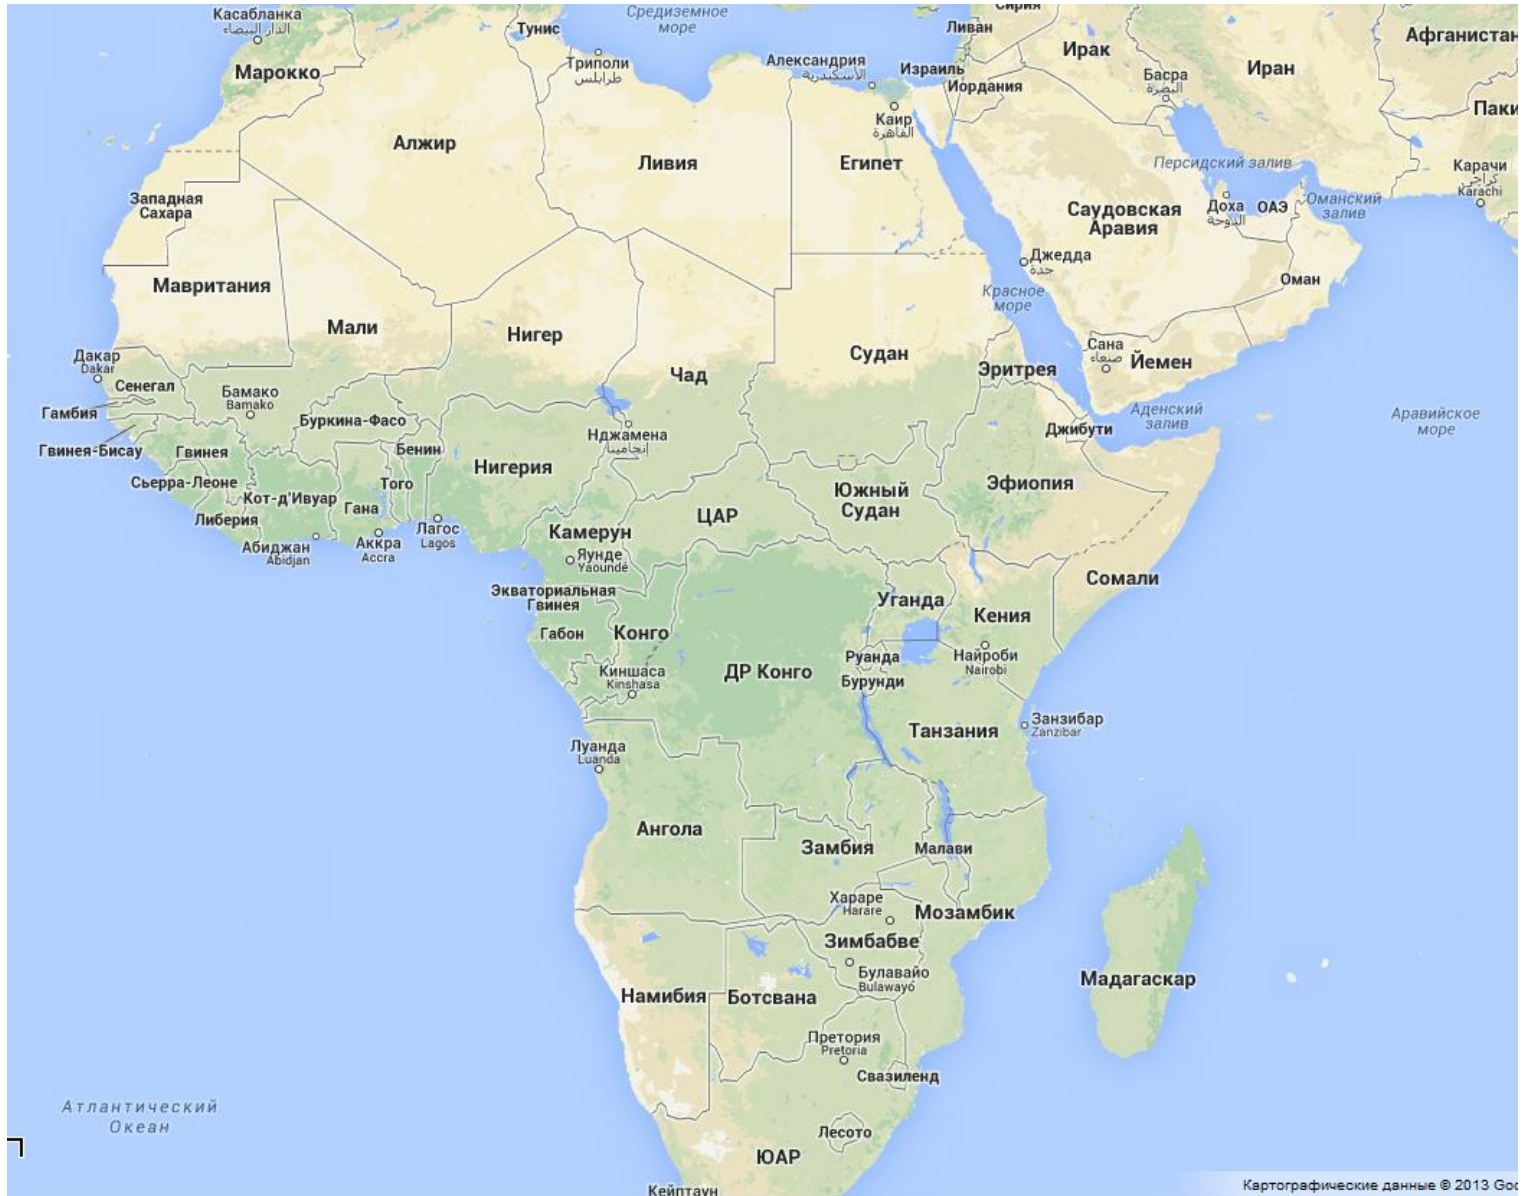 Касабланка
الدار البيضاء
Марокко
Тунис
Средиземное
море
Триполи
طرابلس
Александрия
الأسكندرية
Ливан
Израиль
Иордания
Ирак
Басра
البصرة
Иран
Афганистан
Каир
القاهرة
Алжир
Ливия
Египет
Персидский залив
Карачи
كراچی
Karachi
Западная
Сахара
Саудовская
Аравия
Доха
الدوحة
ОАЭ
Оманский
залив
Джедда
جدة
Мавритания
Оман
Красное
море
Мали
Нигер
Чад
Судан
Эритрея
Сана
صنعاء
Йемен
Дакар
Dakar
Сенегал
Бамако
Bamako
Гамбия
Буркина-Фасо
Нджамена
إنجامينا
Аденский
залив
Аравийское
море
Джибути
Гвинея-Бисау
Гвинея
Бенин
Нигерия
Сьерра-Леоне
Кот-д'Ивуар
Того
Гана
Южный
Судан
Эфиопия
Либерия
Абиджан
Abidjan
Аккра
Accra
Лагос
Lagos
Камерун
ЦАР
Яунде
Yaoundé
Сомали
Экваториальная
Гвинея
Уганда
Кения
Габон
Конго
Руанда
Найроби
Nairobi
Киншаса
Kinshasa
ДР Конго
Бурунди
Занзибар
Zanzibar
Танзания
Луанда
Luanda
Ангола
Замбия
Малави
Хараре
Harare
Мозамбик
Зимбабве
Булавайо
Bulawayo
Мадагаскар
Намибия
Ботсвана
Претория
Pretoria
Свазиленд
Атлантический
Океан
Лесото
ЮАР
Кейптаун
Картографические данные © 2013 Goo